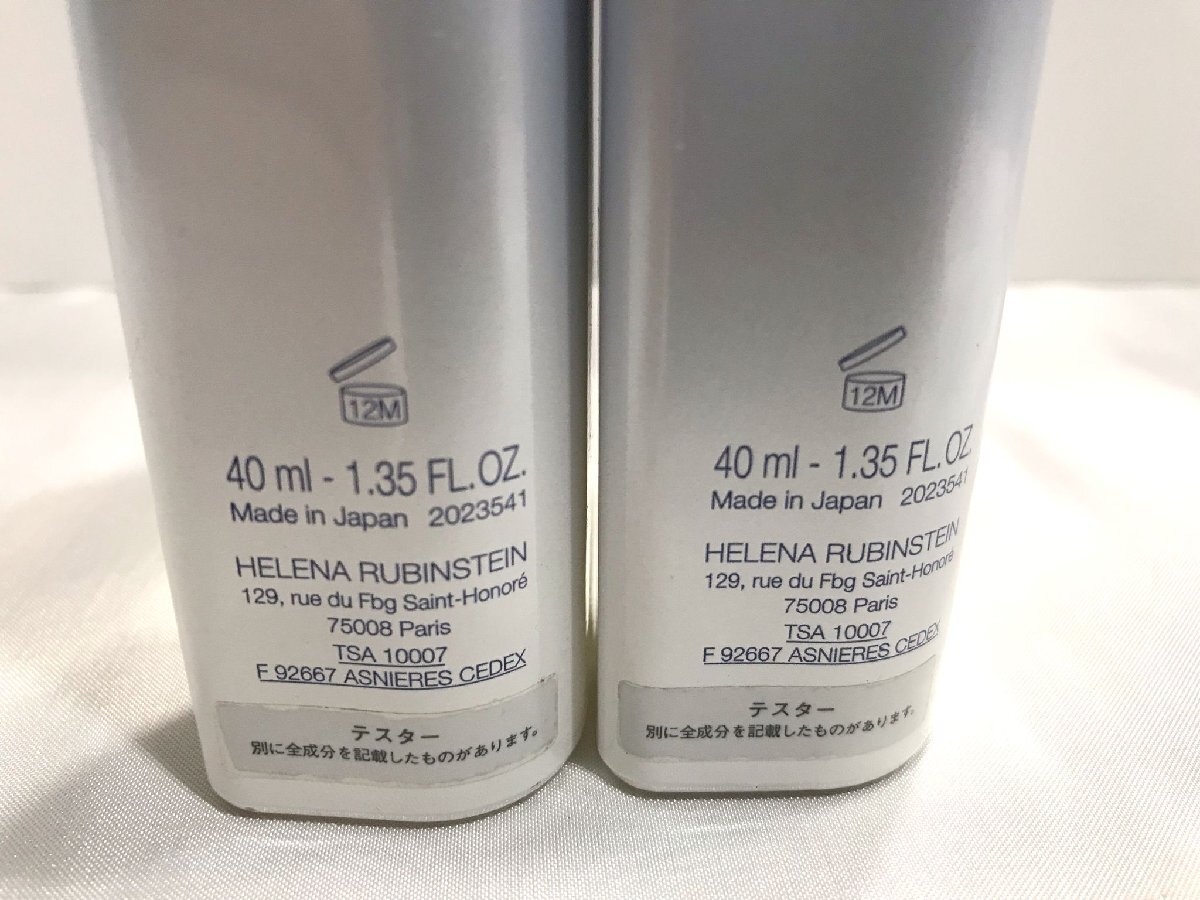 12M
40 ml - 1.35 FL.OZ.
Made in Japan 2023541
HELENA RUBINSTEIN
129, rue du Fbg Saint-Honoré
75008 Paris
TSA 10007
F 92667 ASNIERES CEDEX
テスター
別に全成分を記載したものがあります。
12M
40 ml - 1.35 FL.OZ
Made in Japan 2023541
HELENA RUBINSTEIN
129, rue du Fbg Saint-Honoré
75008 Paris
TSA 10007
F 92667 ASNIERES CEDEX
テスター
別に全成分を記載したものがあります。